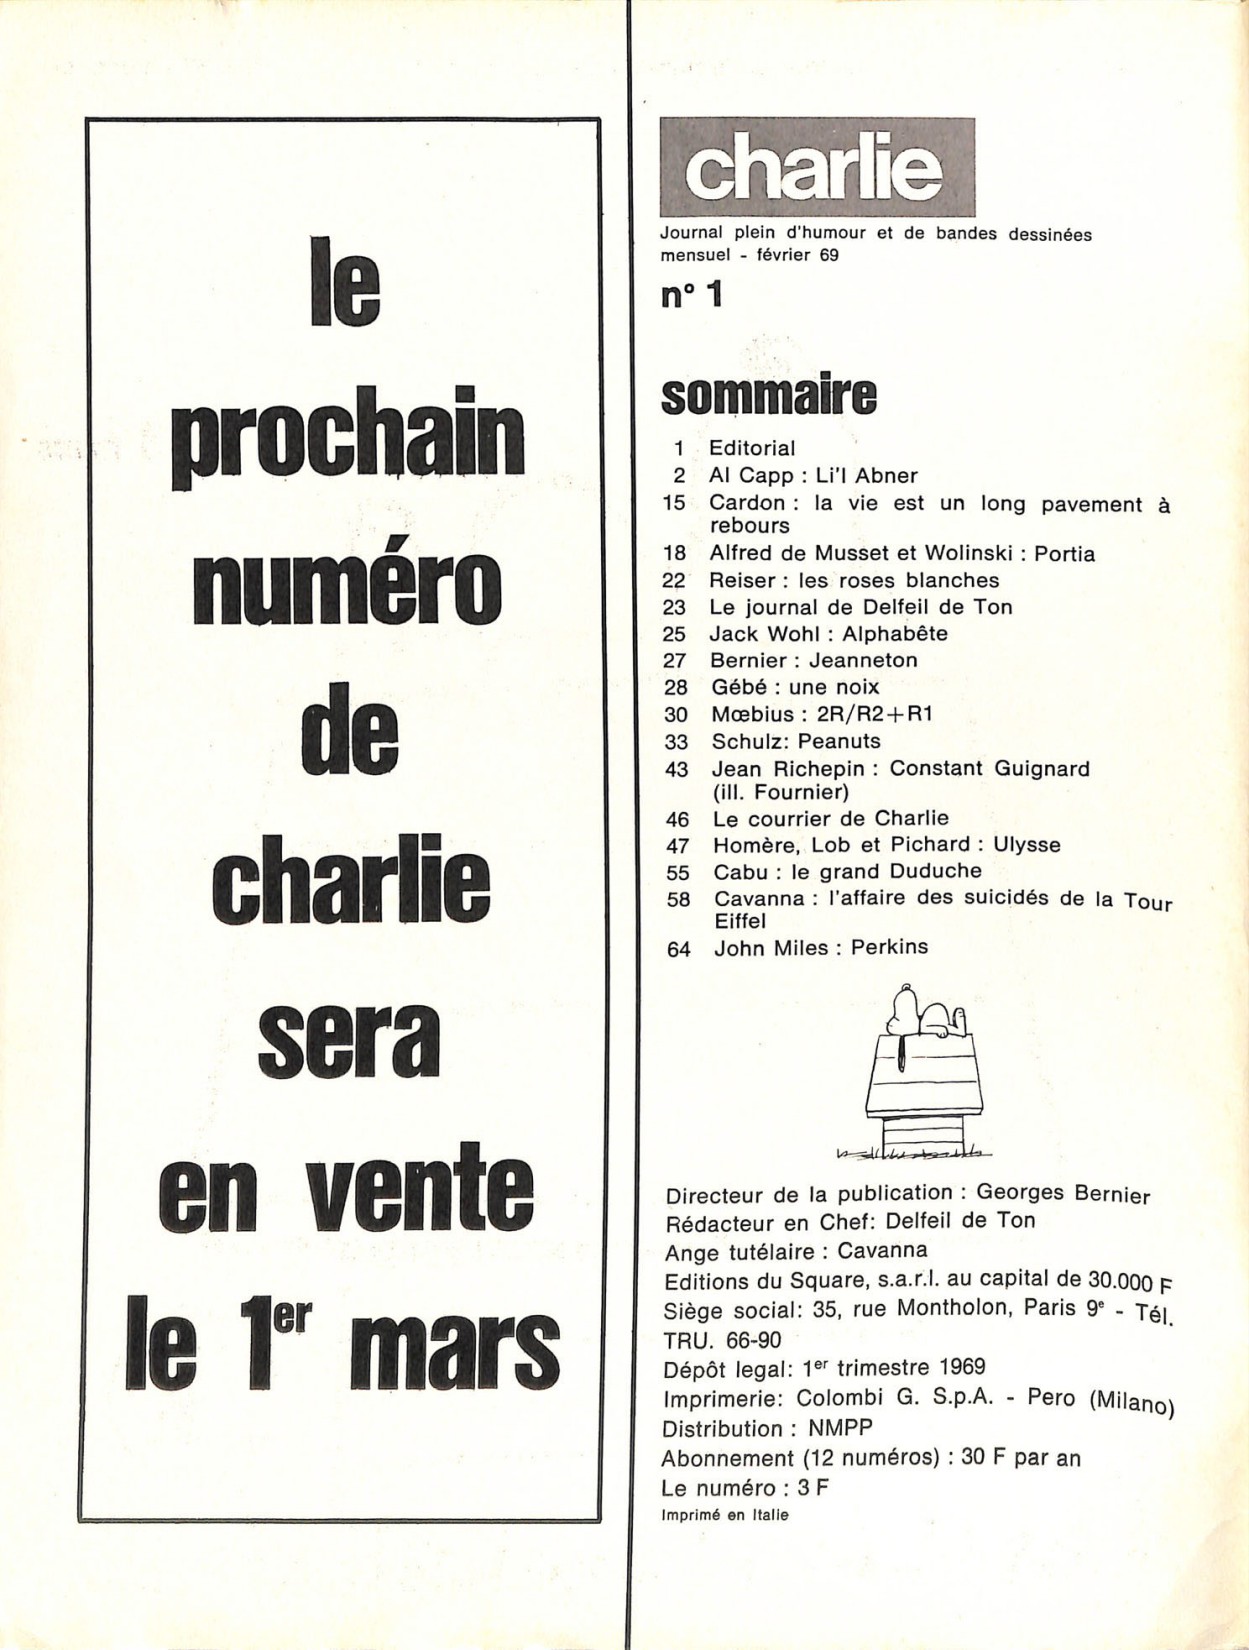 le
prochain
numéro
de
charlie
sera
en vente
le 1er mars
charlie
Journal plein d'humour et de bandes dessinées
mensuel - février 69
n° 1
sommaire
1 Editorial
2 Al Capp : Li'l Abner
15 Cardon : la vie est un long pavement à
rebours
18 Alfred de Musset et Wolinski : Portia
22 Reiser : les roses blanches
23 Le journal de Delfeil de Ton
25 Jack Wohl : Alphabête
27 Bernier : Jeanneton
28 Gébé : une noix
30 Mœbius : 2R/R2+R1
33 Schulz: Peanuts
43 Jean Richepin : Constant Guignard
(ill. Fournier)
46 Le courrier de Charlie
47 Homère, Lob et Pichard : Ulysse
55 Cabu : le grand Duduche
58 Cavanna : l'affaire des suicidés de la Tour
Eiffel
64 John Miles : Perkins
Directeur de la publication : Georges Bernier
Rédacteur en Chef: Delfeil de Ton
Ange tutélaire : Cavanna
Editions du Square, s.a.r.l. au capital de 30.000 F
Siège social: 35, rue Montholon, Paris 9e - Tél.
TRU. 66-90
Dépôt legal: 1er trimestre 1969
Imprimerie: Colombi G. S.p.A. - Pero (Milano)
Distribution : NMPP
Abonnement (12 numéros) : 30 F par an
Le numéro : 3 F
Imprimé en Italie